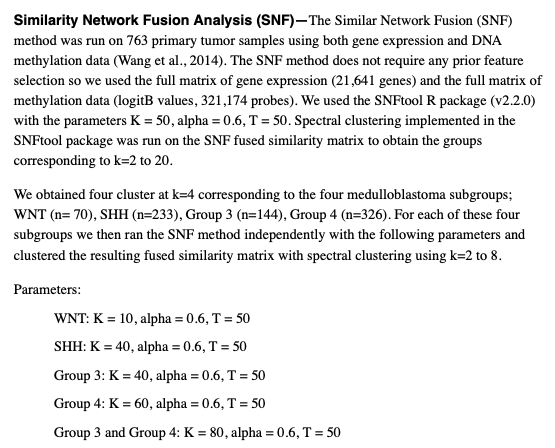 Similarity Network Fusion Analysis (SNF)—The Similar Network Fusion (SNF)
method was run on 763 primary tumor samples using both gene expression and DNA
methylation data (Wang et al., 2014). The SNF method does not require any prior feature
selection so we used the full matrix of gene expression (21,641 genes) and the full matrix of
methylation data (logitB values, 321,174 probes). We used the SNFtool R package (v2.2.0)
with the parameters K = 50, alpha = 0.6, T = 50. Spectral clustering implemented in the
SNFtool package was run on the SNF fused similarity matrix to obtain the groups
corresponding to k=2 to 20.
We obtained four cluster at k=4 corresponding to the four medulloblastoma subgroups;
WNT (n= 70), SHH (n=233), Group 3 (n=144), Group 4 (n=326). For each of these four
subgroups we then ran the SNF method independently with the following parameters and
clustered the resulting fused similarity matrix with spectral clustering using k=2 to 8.
Parameters:
WNT: K = 10, alpha = 0.6, T = 50
SHH: K = 40, alpha = 0.6, T = 50
Group 3: K = 40, alpha = 0.6, T = 50
Group 4: K = 60, alpha = 0.6, T = 50
Group 3 and Group 4: K = 80, alpha = 0.6, T = 50